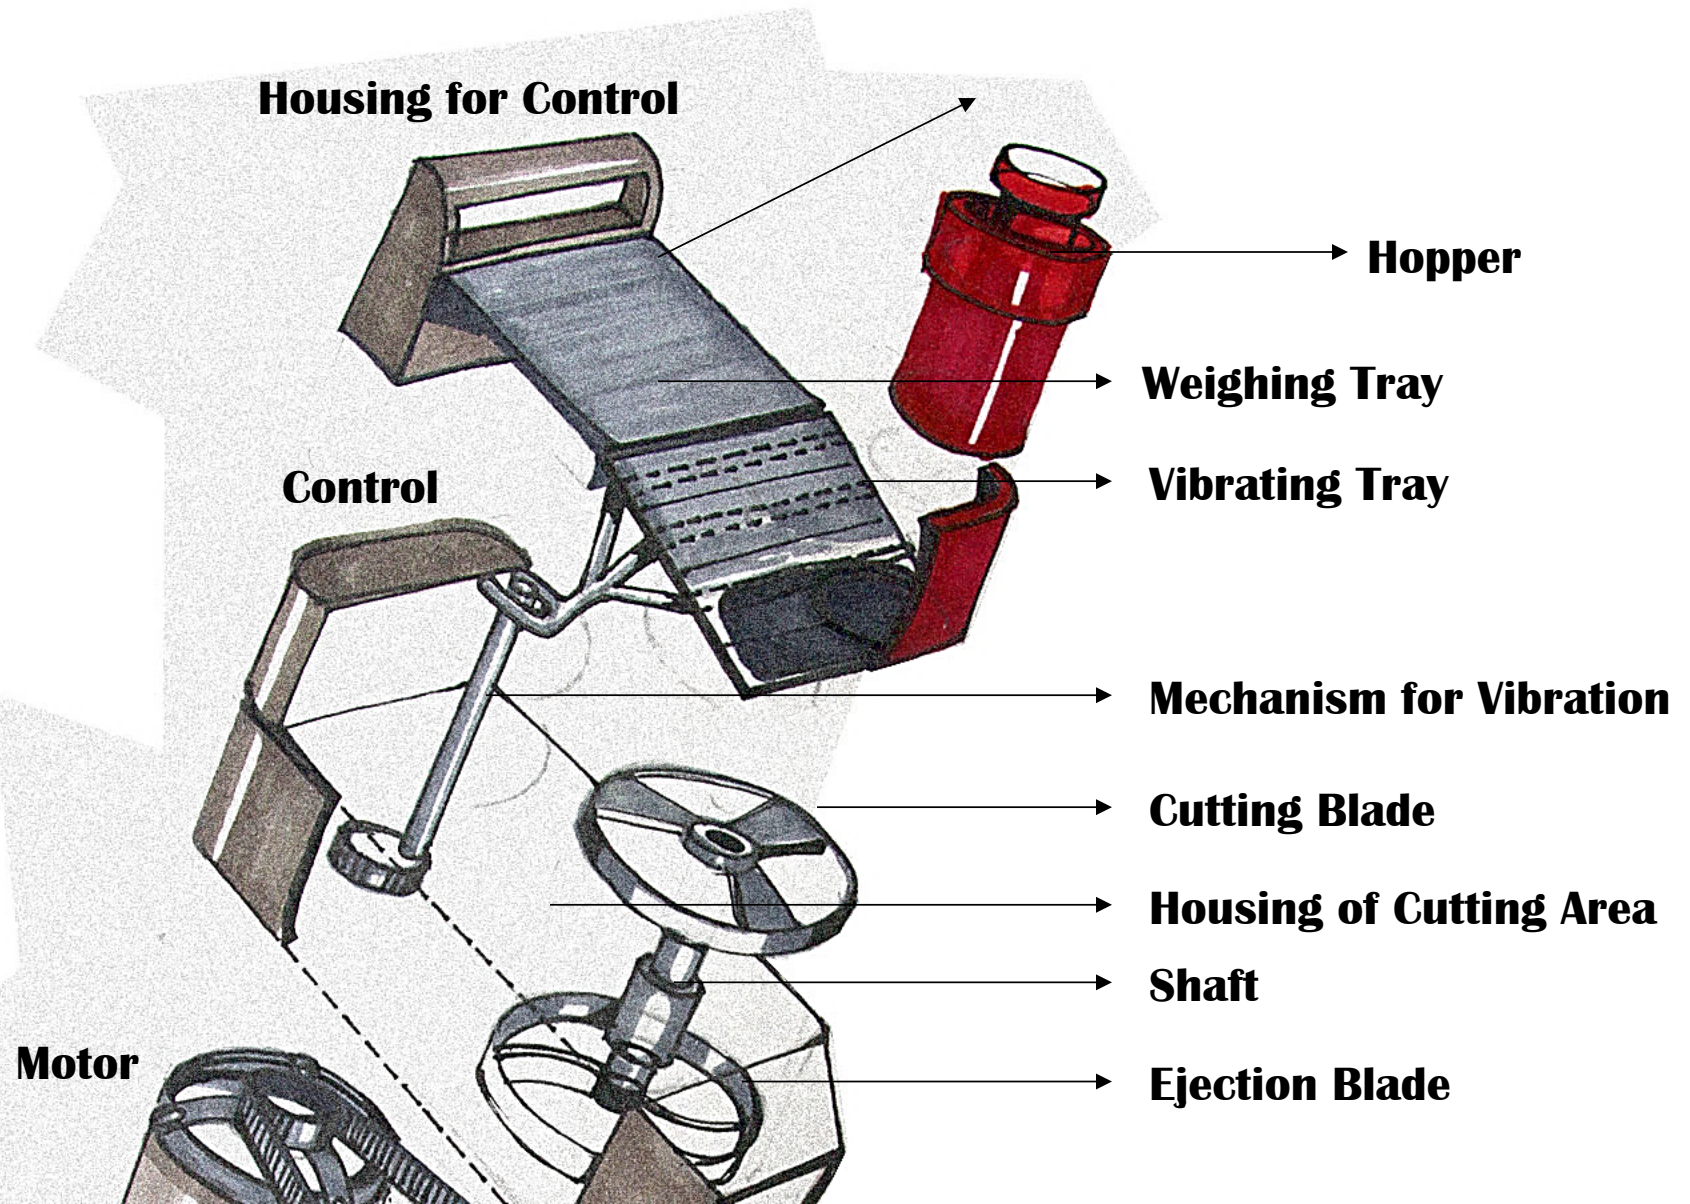 Housing for Control
Hopper
Weighing Tray
Control
Vibrating Tray
Mechanism for Vibration
Cutting Blade
Housing of Cutting Area
Shaft
Motor
Ejection Blade